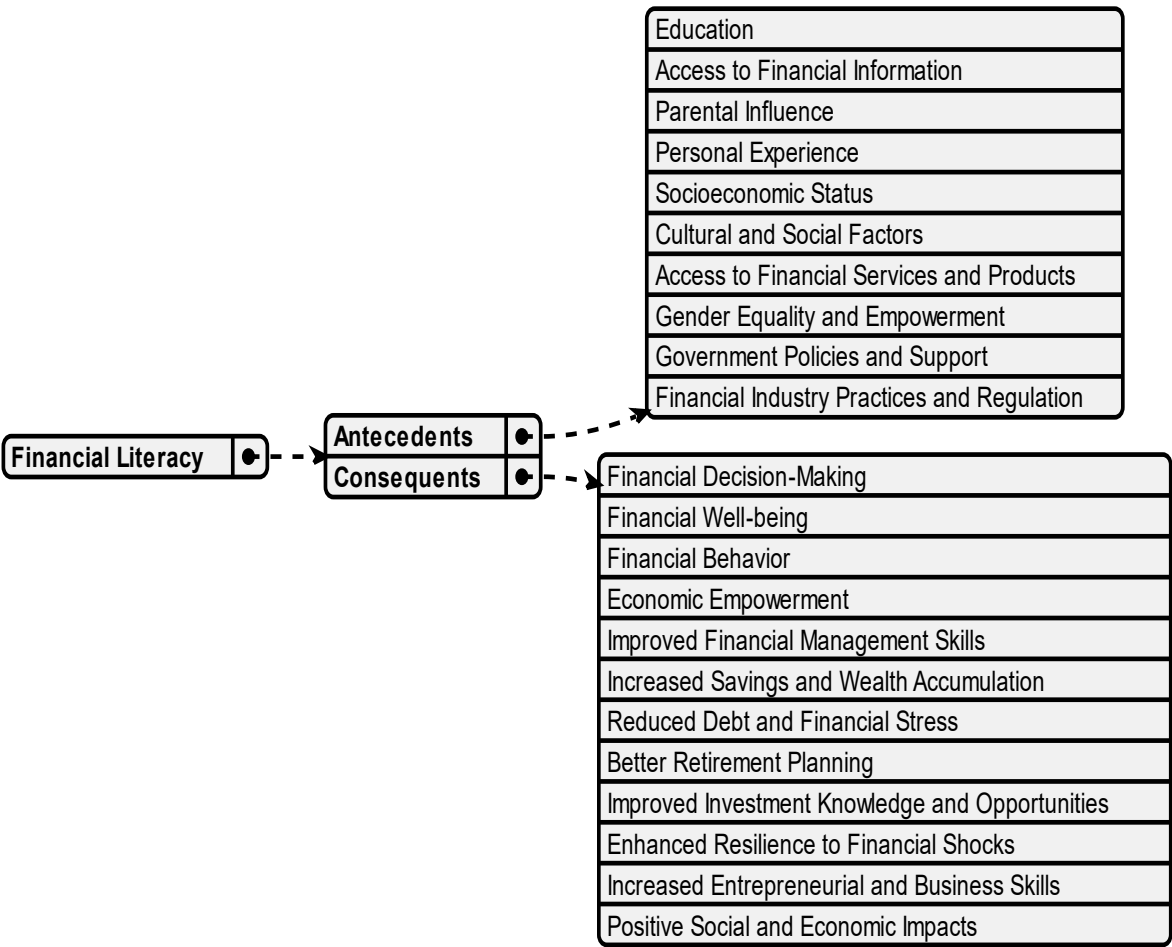 Education
Access to Financial Information
Parental Influence
Personal Experience
Socioeconomic Status
Cultural and Social Factors
Access to Financial Services and Products
Gender Equality and Empowerment
Government Policies and Support
Financial Industry Practices and Regulation
Financial Literacy
Antecedents
Consequents
Financial Decision-Making
Financial Well-being
Financial Behavior
Economic Empowerment
Improved Financial Management Skills
Increased Savings and Wealth Accumulation
Reduced Debt and Financial Stress
Better Retirement Planning
Improved Investment Knowledge and Opportunities
Enhanced Resilience to Financial Shocks
Increased Entrepreneurial and Business Skills
Positive Social and Economic Impacts